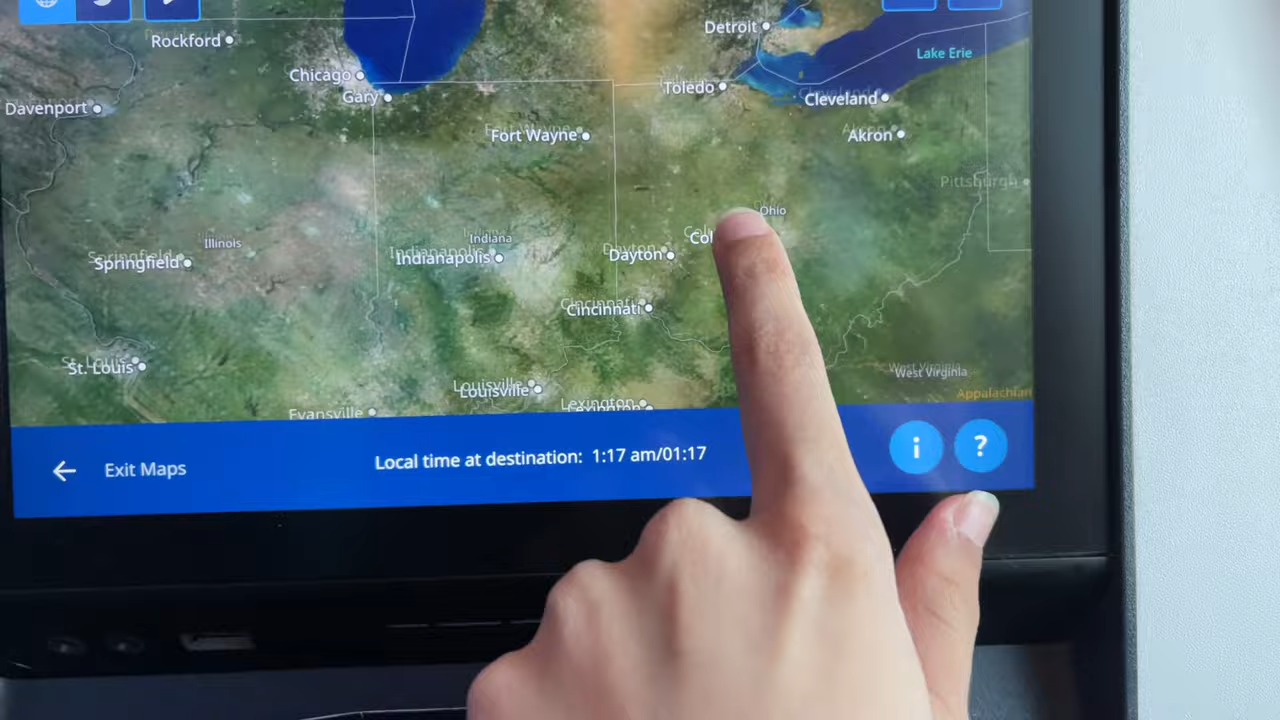 Detroit
Rockford
Lake Erie
Chicago
Toledo
Gary
Cleveland
Davenport
Fort Wayne
Akron
Pittsburgh
Ohio
Illinois
Indiana
Col
Springfield
Indianapolis
Dayton
Cincinnati
St. Louis
West Virginia
Louisville
Appalachian
Lexington
Evansville
Exit Maps
Local time at destination: 1:17 am/01:17
i
?